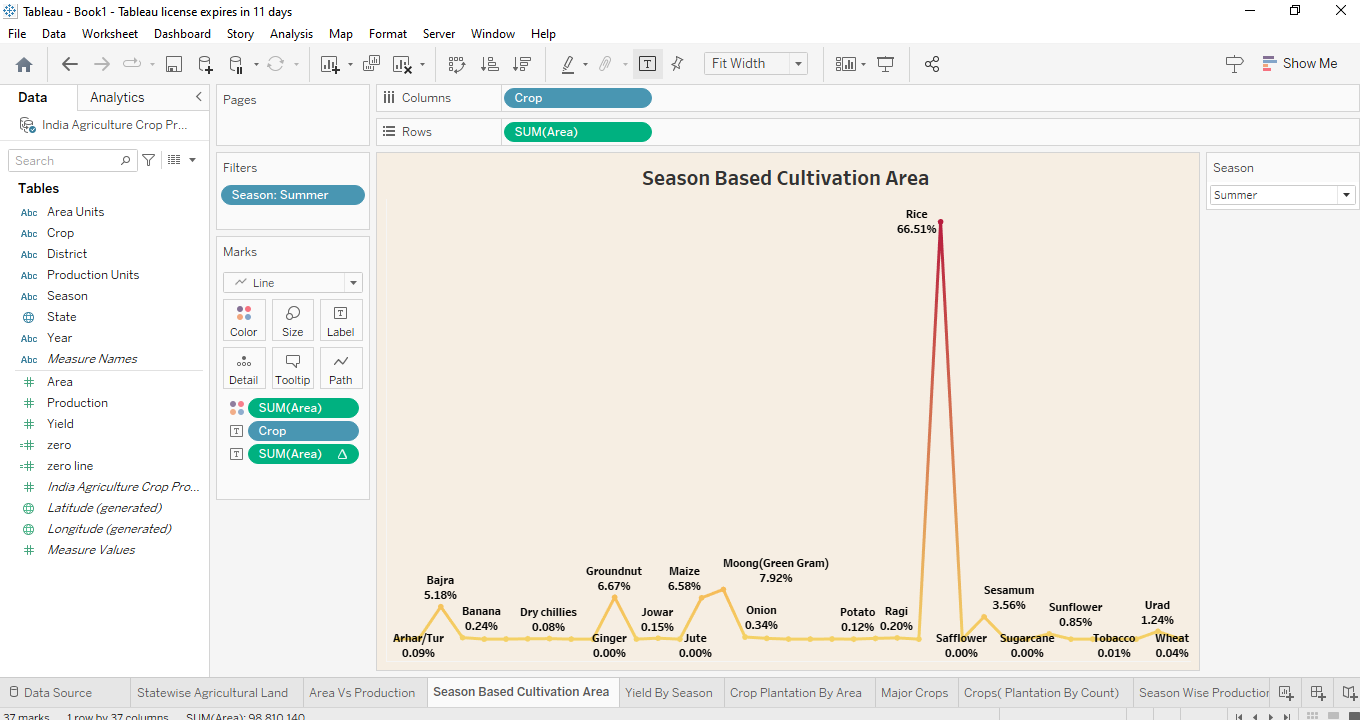 Tableau - Book1 - Tableau license expires in 11 days
File Data Worksheet Dashboard Story Analysis Map Format Server Window Help
Fit Width
Show Me
Data Analytics
India Agriculture Crop Pr...
Search
Tables
Abc Area Units
Abc Crop
Abc District
Abc Production Units
Abc Season
State
Abc Year
Abc Measure Names
Area
Production
Yield
zero
zero line
India Agriculture Crop Pro...
Latitude (generated)
Longitude (generated)
Measure Values
Pages
Filters
Season: Summer
Marks
Line
Color Size Label
Detail Tooltip Path
SUM(Area)
Crop
SUM(Area) Δ
Columns Crop
Rows SUM(Area)
Season Based Cultivation Area
Rice
66.51%
Moong(Green Gram)
7.92%
Groundnut
6.67%
Maize
6.58%
Bajra
5.18%
Sesamum
3.56%
Banana
0.24%
Dry chillies
0.08%
Jowar
0.15%
Onion
0.34%
Potato
0.12%
Ragi
0.20%
Sunflower
0.85%
Urad
1.24%
Arhar/Tur
0.09%
Ginger
0.00%
Jute
0.00%
Safflower
0.00%
Sugarcane
0.00%
Tobacco
0.01%
Wheat
0.04%
Season
Summer
Data Source Statewise Agricultural Land Area Vs Production Season Based Cultivation Area Yield By Season Crop Plantation By Area Major Crops Crops( Plantation By Count) Season Wise Production
37 marks 1 row by 37 columns SUM(Area): 98,810,140